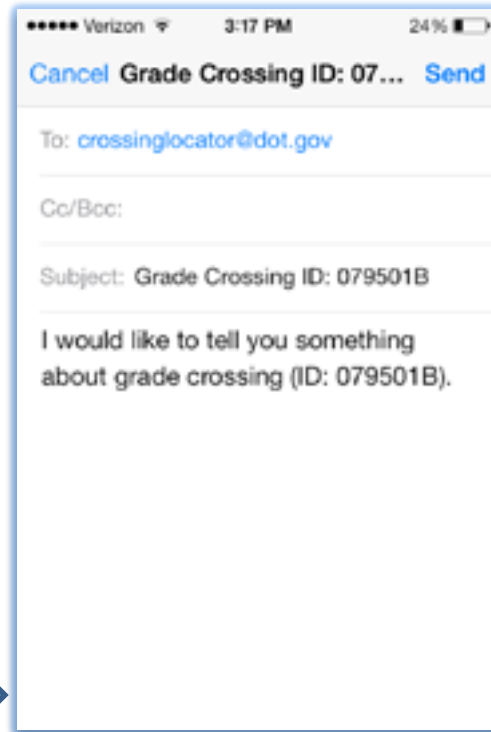 Verizon 3:17 PM 24%
Cancel Grade Crossing ID: 07... Send
To: crossinglocator@dot.gov
Cc/Bcc:
Subject: Grade Crossing ID: 079501B
I would like to tell you something
about grade crossing (ID: 079501B).